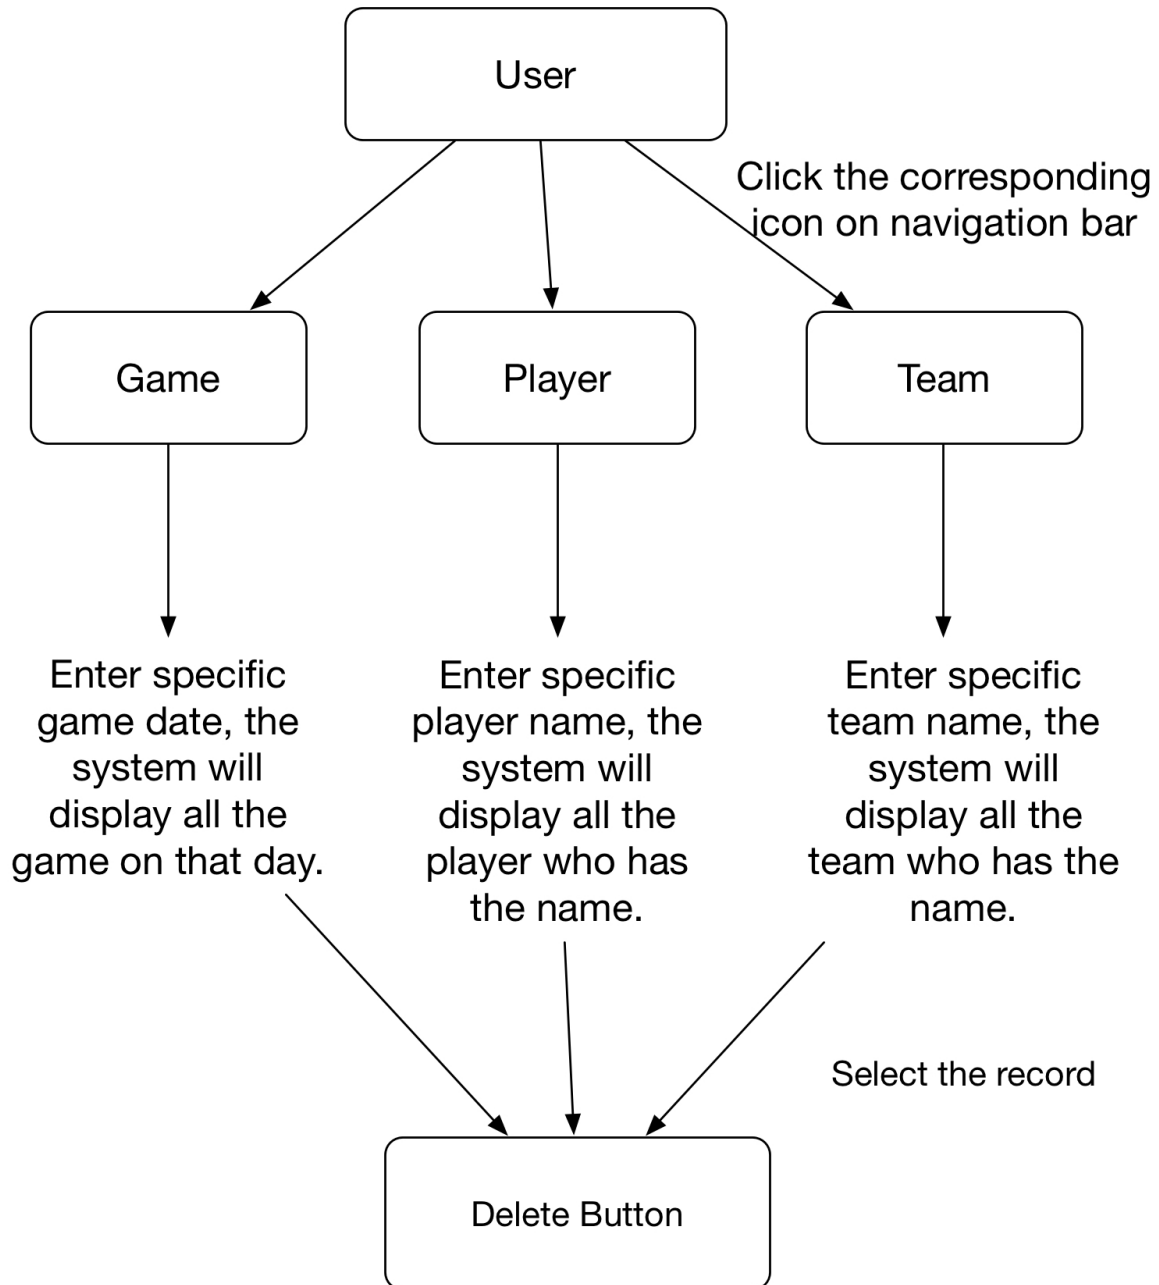 User
Click the corresponding
icon on navigation bar
Game
Player
Team
Enter specific
game date, the
system will
display all the
game on that day.
Enter specific
player name, the
system will
display all the
player who has
the name.
Enter specific
team name, the
system will
display all the
team who has the
name.
Select the record
Delete Button